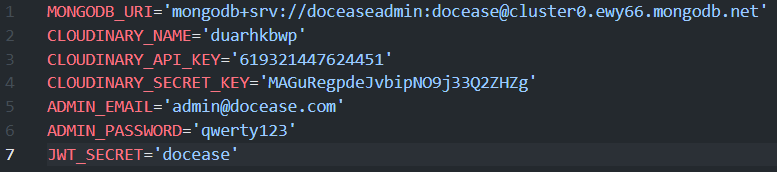 1 MONGODB_URI='mongodb+srv://doceaseadmin:docease@cluster0.ewy66.mongodb.net'
2 CLOUDINARY_NAME='duarhkbwp'
3 CLOUDINARY_API_KEY='619321447624451'
4 CLOUDINARY_SECRET_KEY='MAGuRegpdeJvbipNO9j33Q2ZHZg'
5 ADMIN_EMAIL='admin@docease.com'
6 ADMIN_PASSWORD='qwerty123'
7 JWT_SECRET='docease'